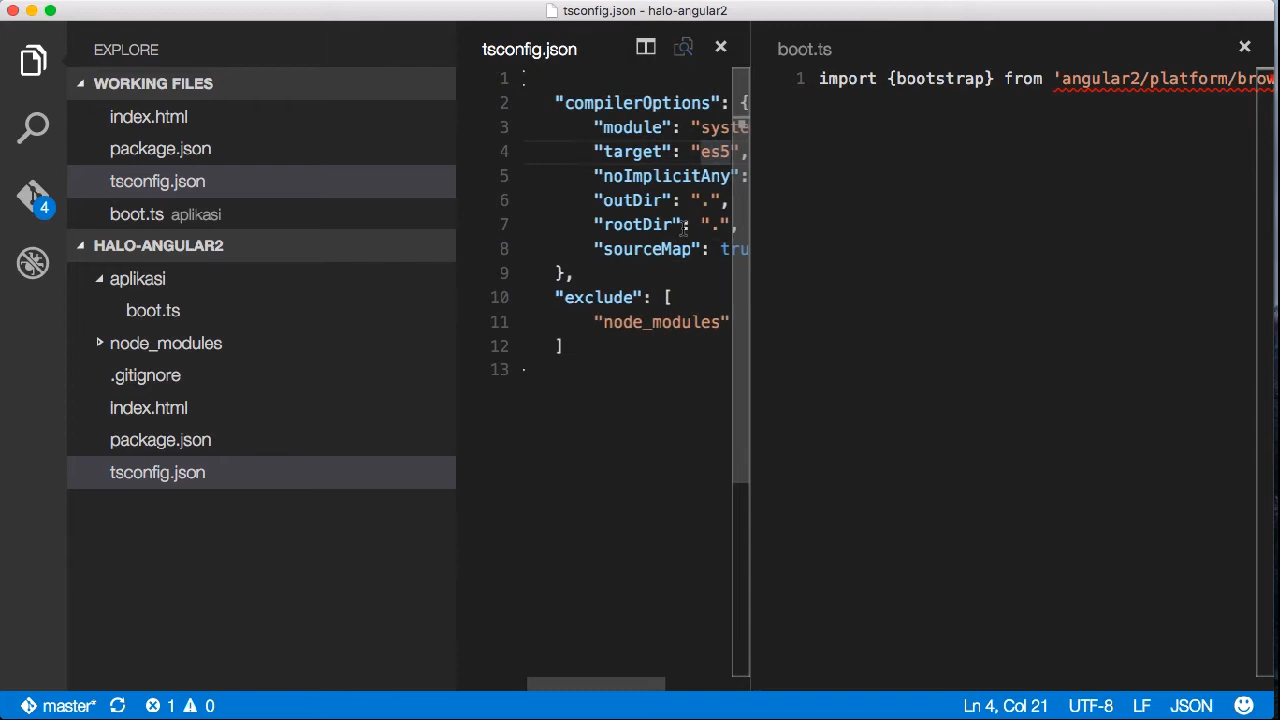 tsconfig.json - halo-angular2
EXPLORE
WORKING FILES
index.html
package.json
tsconfig.json
boot.ts aplikasi
HALO-ANGULAR2
aplikasi
boot.ts
node_modules
.gitignore
index.html
package.json
tsconfig.json
4
tsconfig.json
1
2 "compilerOptions": {
3 "module": "syste
4 "target": "es5",
5 "noImplicitAny":
6 "outDir": ".",
7 "rootDir": ".",
8 "sourceMap": tru
9 },
10 "exclude": [
11 "node_modules"
12 ]
13
boot.ts
1 import {bootstrap} from 'angular2/platform/brow
master* 1 0 Ln 4, Col 21 UTF-8 LF JSON